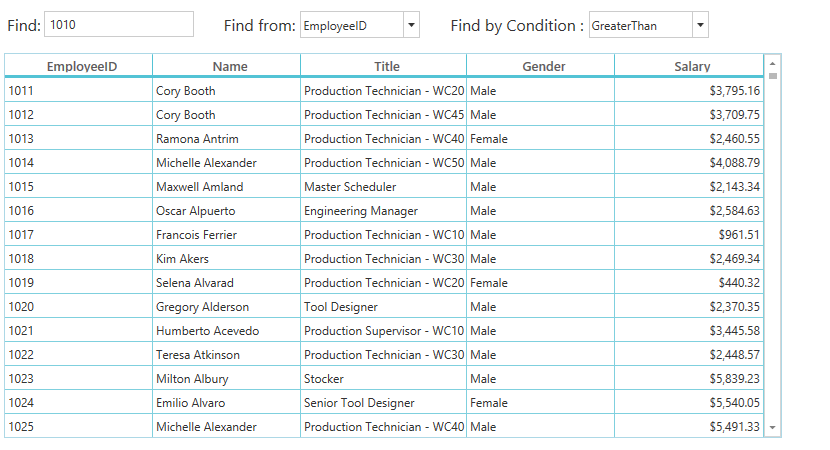 Find: 1010 Find from: EmployeeID Find by Condition : GreaterThan
EmployeeID Name Title Gender Salary
1011 Cory Booth Production Technician - WC20 Male $3,795.16
1012 Cory Booth Production Technician - WC45 Male $3,709.75
1013 Ramona Antrim Production Technician - WC40 Female $2,460.55
1014 Michelle Alexander Production Technician - WC50 Male $4,088.79
1015 Maxwell Amland Master Scheduler Male $2,143.34
1016 Oscar Alpuerto Engineering Manager Male $2,584.63
1017 Francois Ferrier Production Technician - WC10 Male $961.51
1018 Kim Akers Production Technician - WC30 Male $2,469.34
1019 Selena Alvarad Production Technician - WC20 Female $440.32
1020 Gregory Alderson Tool Designer Male $2,370.35
1021 Humberto Acevedo Production Supervisor - WC10 Male $3,445.58
1022 Teresa Atkinson Production Technician - WC30 Male $2,448.57
1023 Milton Albury Stocker Male $5,839.23
1024 Emilio Alvaro Senior Tool Designer Female $5,540.05
1025 Michelle Alexander Production Technician - WC40 Male $5,491.33